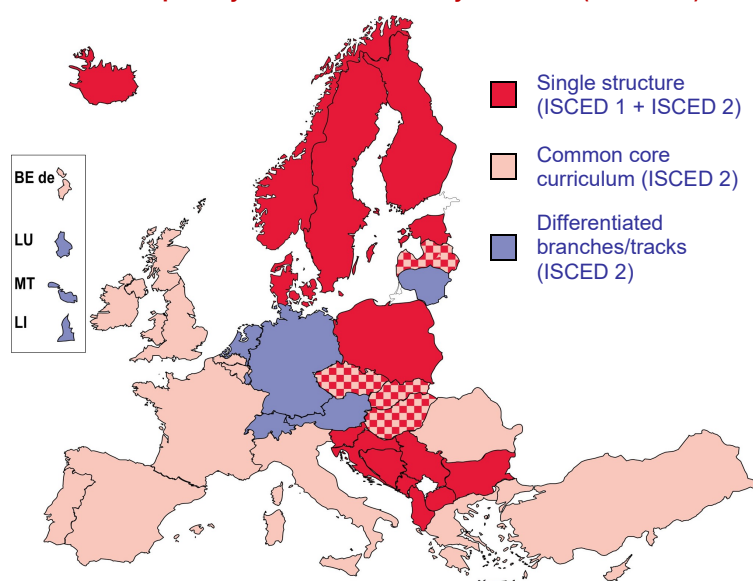 Single structure
(ISCED 1 + ISCED 2)
Common core
curriculum (ISCED 2)
Differentiated
branches/tracks
(ISCED 2)
BE de
LU
MT
LI